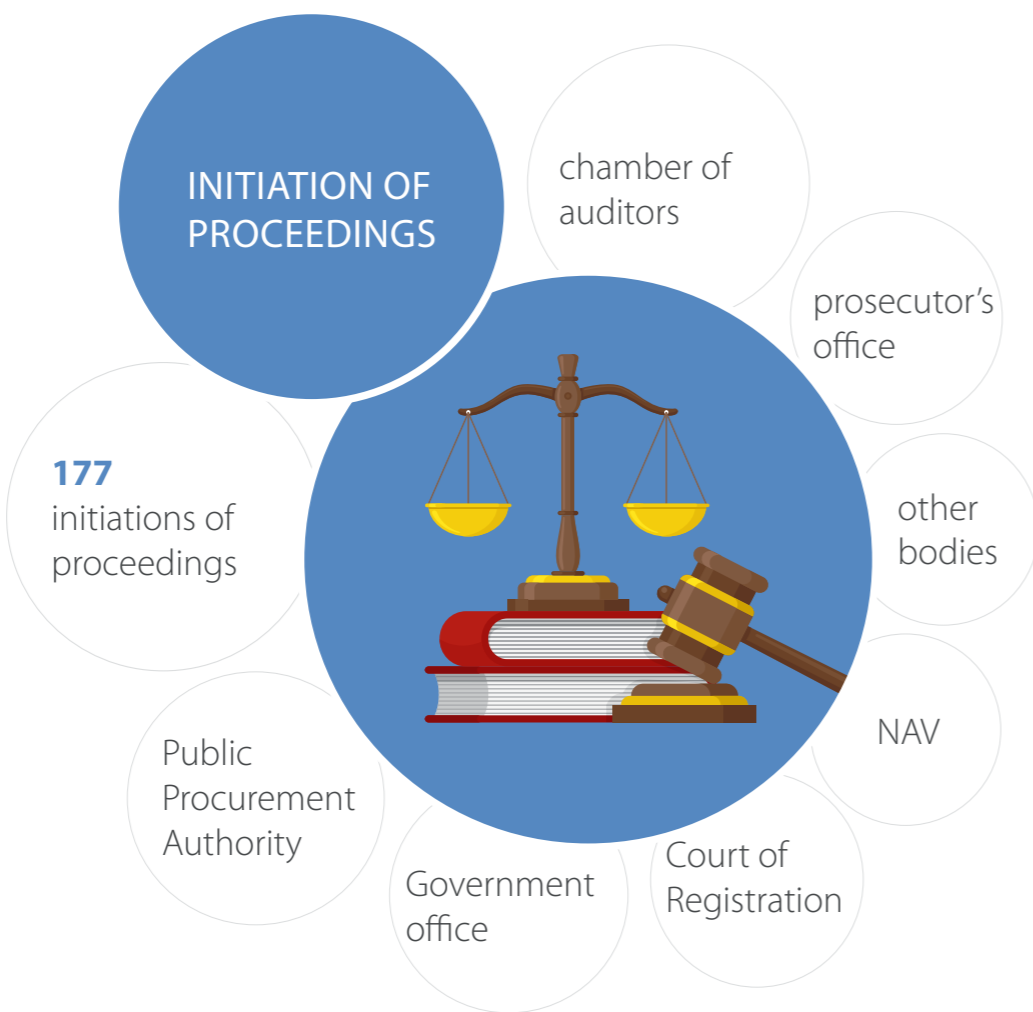 INITIATION OF
PROCEEDINGS
chamber of
auditors
prosecutor’s
office
other
bodies
NAV
Court of
Registration
Government
office
Public
Procurement
Authority
177
initiations of
proceedings